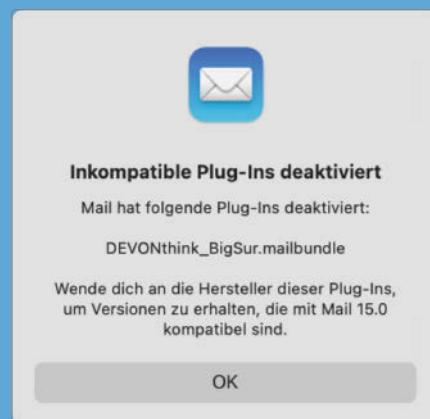 Inkompatible Plug-Ins deaktiviert
Mail hat folgende Plug-Ins deaktiviert:
DEVONthink_BigSur.mailbundle
Wende dich an die Hersteller dieser Plug-Ins,
um Versionen zu erhalten, die mit Mail 15.0
kompatibel sind.
OK